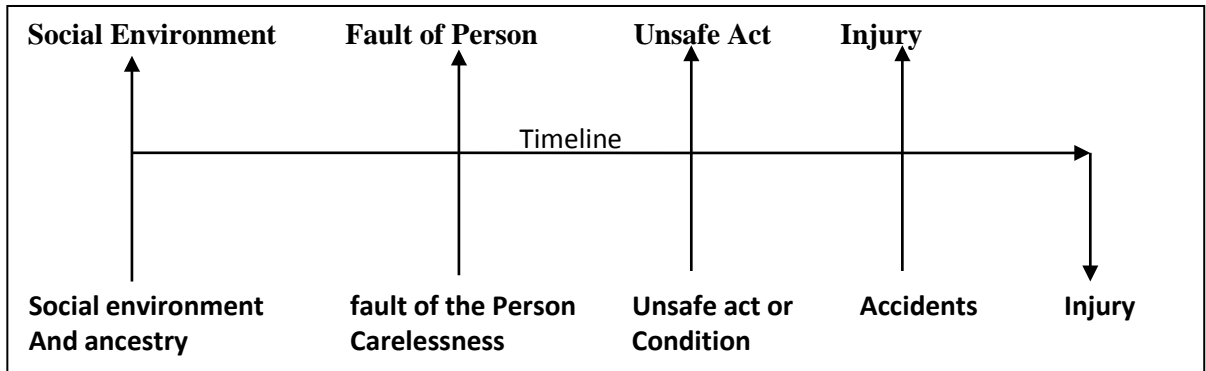 Social Environment Fault of Person Unsafe Act Injury
Timeline
Social environment fault of the Person Unsafe act or Accidents Injury
And ancestry Carelessness Condition